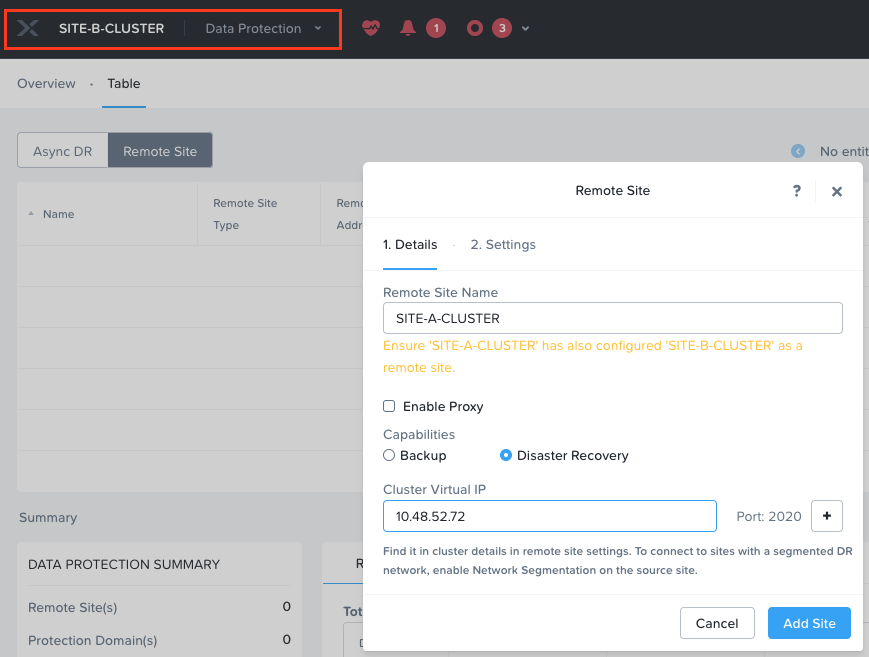 SITE-B-CLUSTER Data Protection 1 3
Overview · Table
Async DR Remote Site No entit
Name Remote Site Type Remo Addr
Remote Site ?
1. Details · 2. Settings
Remote Site Name
SITE-A-CLUSTER
Ensure 'SITE-A-CLUSTER' has also configured 'SITE-B-CLUSTER' as a
remote site.
Enable Proxy
Capabilities
Backup Disaster Recovery
Cluster Virtual IP
10.48.52.72 Port: 2020 +
Find it in cluster details in remote site settings. To connect to sites with a segmented DR
network, enable Network Segmentation on the source site.
Cancel Add Site
Summary
DATA PROTECTION SUMMARY
Remote Site(s) 0
Protection Domain(s) 0
R
Tot